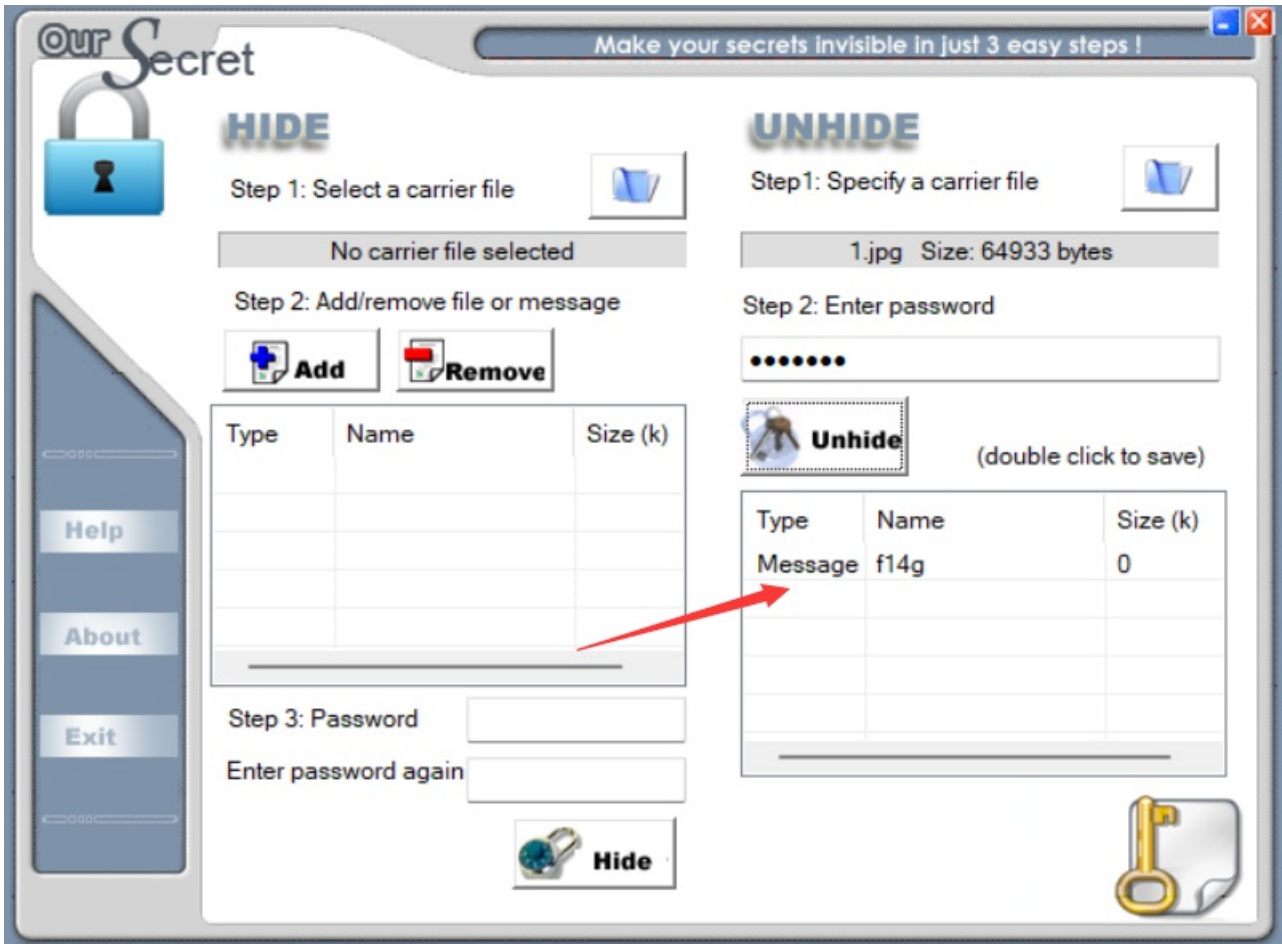 Our Secret
Make your secrets invisible in just 3 easy steps !
HIDE
Step 1: Select a carrier file
No carrier file selected
Step 2: Add/remove file or message
Add Remove
Type Name Size (k)
Step 3: Password
Enter password again
Hide
UNHIDE
Step1: Specify a carrier file
1.jpg Size: 64933 bytes
Step 2: Enter password
•••••••
Unhide
(double click to save)
Type Name Size (k)
Message f14g 0
Help
About
Exit